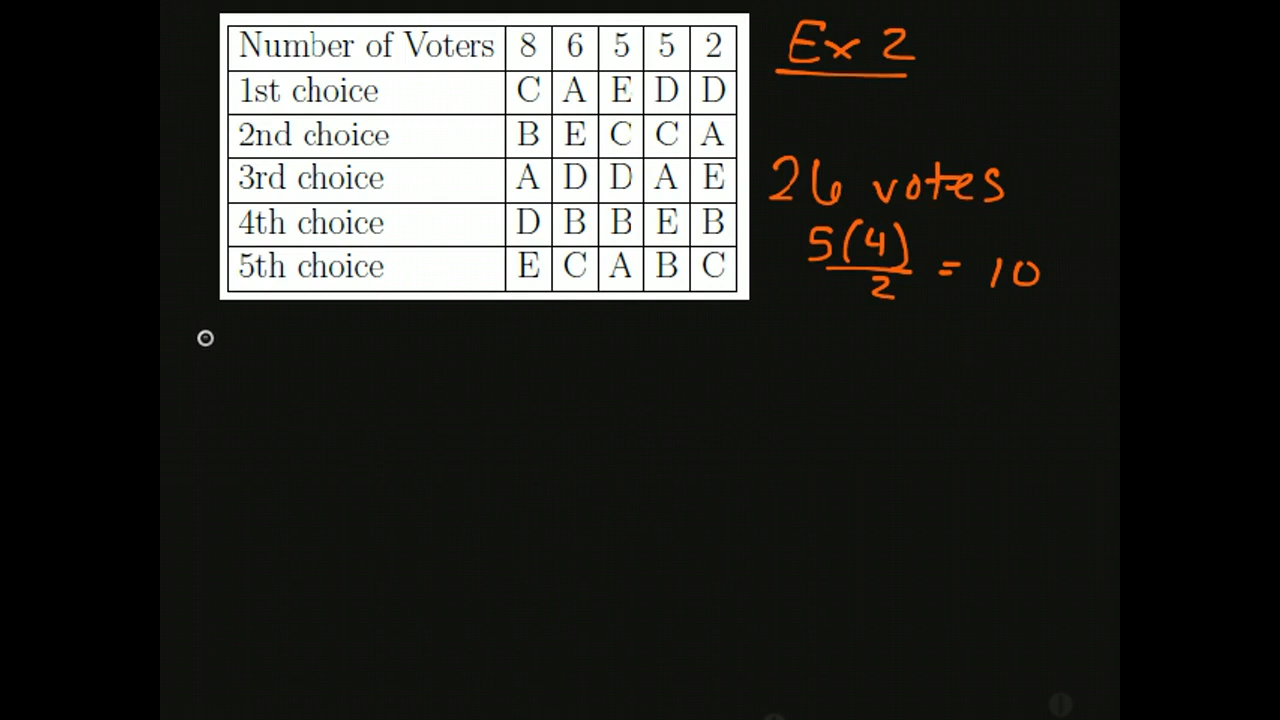 Number of Voters 8 6 5 5 2
1st choice C A E D D
2nd choice B E C C A
3rd choice A D D A E
4th choice D B B E B
5th choice E C A B C
Ex 2
26 votes
5(4)
2
= 10